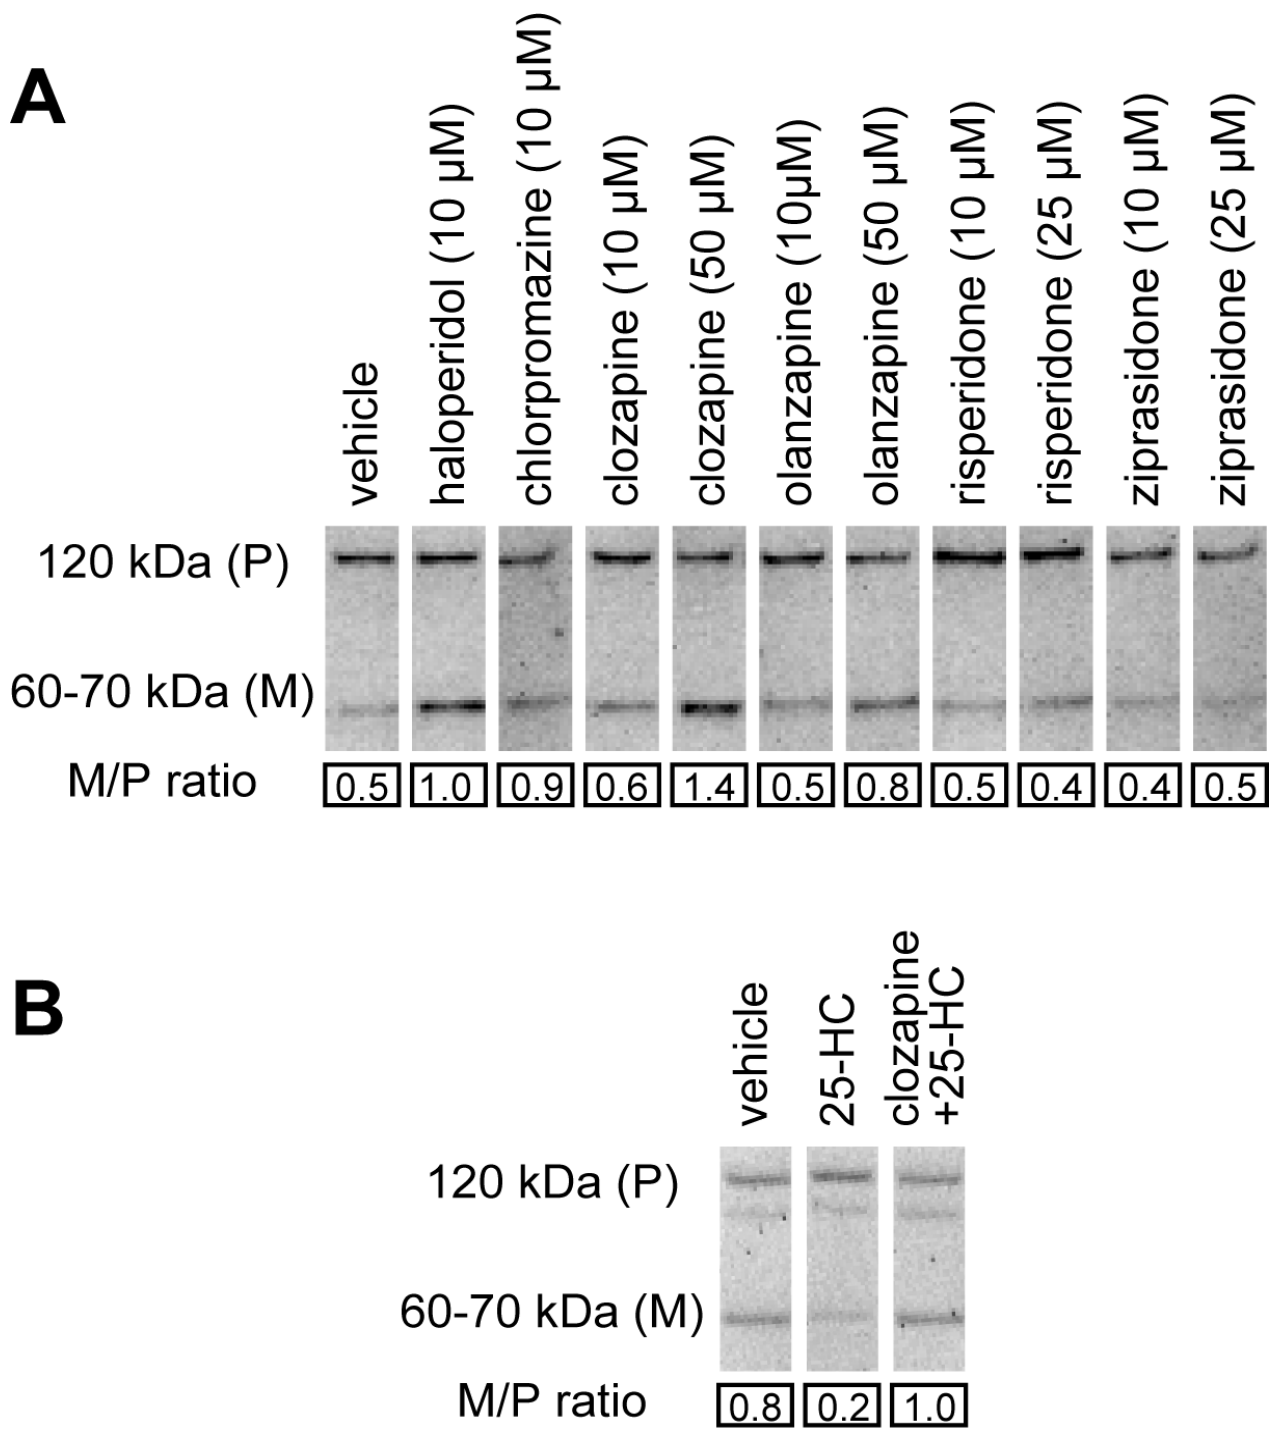 A
vehicle
haloperidol (10 µM)
chlorpromazine (10 µM)
clozapine (10 µM)
clozapine (50 µM)
olanzapine (10µM)
olanzapine (50 µM)
risperidone (10 µM)
risperidone (25 µM)
ziprasidone (10 µM)
ziprasidone (25 µM)
120 kDa (P)
60-70 kDa (M)
M/P ratio 0.5 1.0 0.9 0.6 1.4 0.5 0.8 0.5 0.4 0.4 0.5
B
vehicle
25-HC
clozapine
+25-HC
120 kDa (P)
60-70 kDa (M)
M/P ratio 0.8 0.2 1.0